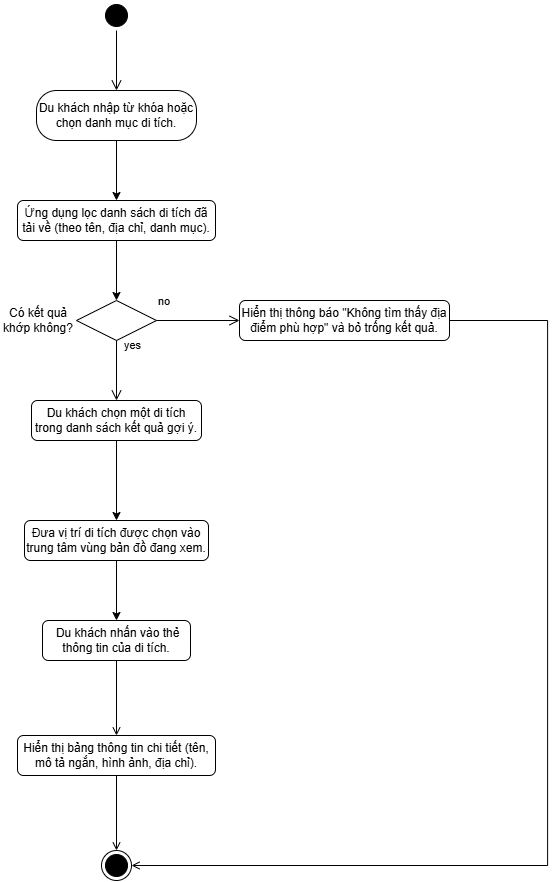 Du khách nhập từ khóa hoặc
chọn danh mục di tích.
Ứng dụng lọc danh sách di tích đã
tải về (theo tên, địa chỉ, danh mục).
Có kết quả
khớp không?
no
Hiển thị thông báo "Không tìm thấy địa
điểm phù hợp" và bỏ trống kết quả.
yes
Du khách chọn một di tích
trong danh sách kết quả gợi ý.
Đưa vị trí di tích được chọn vào
trung tâm vùng bản đồ đang xem.
Du khách nhấn vào thẻ
thông tin của di tích.
Hiển thị bảng thông tin chi tiết (tên,
mô tả ngắn, hình ảnh, địa chỉ).